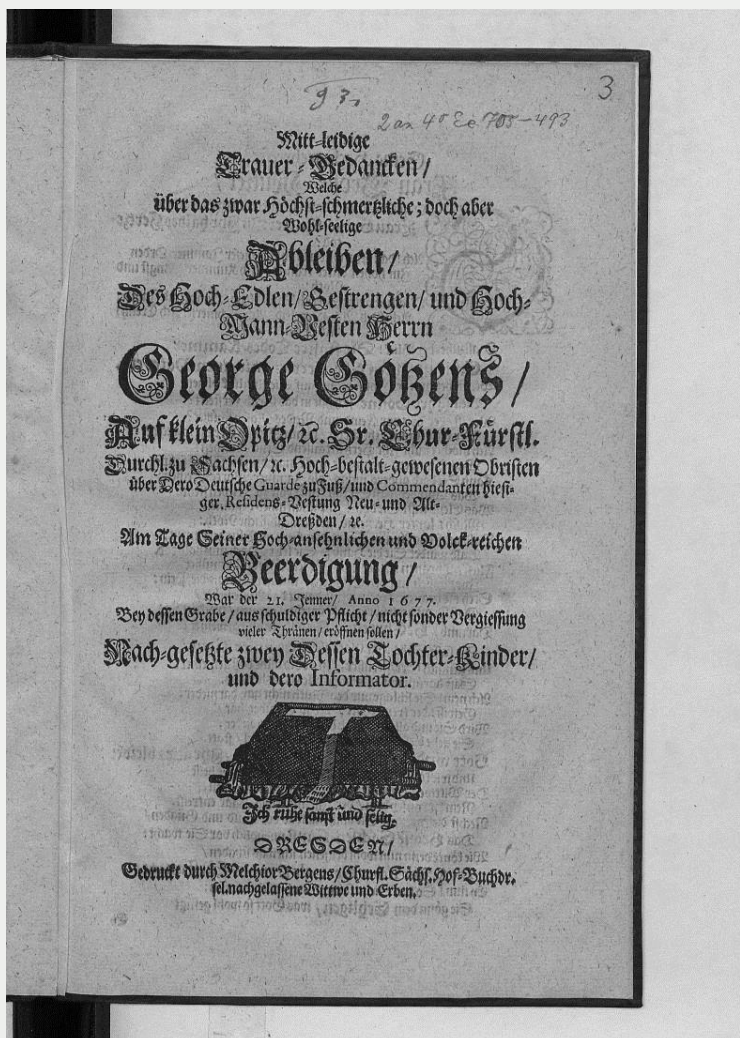 3
93.
2 an 4° Ee 705-493
Mitt-leidige
Trauer-Gedancken/
Welche
über das zwar Höchst-schmertzliche; doch aber
Wohl-seelige
Ableiben/
Des Hoch-Edlen/Gestrengen/und Hoch-
Mann-Vesten Herrn
George Götzens/
Auf klein Opitz/ꝛc. Sr. Chur-Fürstl.
Durchl. zu Sachsen/ꝛc. Hoch-bestalt-gewesenen Obristen
über Dero Deutsche Guarde zu Fuß/und Commendanten hiesi-
ger. Residens-Vestung Neu- und Alt-
Dreßden/ꝛc.
Am Tage Seiner Hoch-ansehnlichen und Volck-reichen
Beerdigung/
War der 21. Jenner/ Anno 1677.
Bey dessen Grabe/aus schuldiger Pflicht/nicht sonder Vergiessung
vieler Thränen/eröffnen sollen/
Nach-gesetzte zwey Dessen Tochter-Kinder/
und dero Informator.
Ich ruhe sanft und selig.
DRESDEN/
Gedruckt durch Melchior Bergens/Churfl. Sächs. Hof-Buchdr.
sel. nachgelassene Wittwe und Erben.